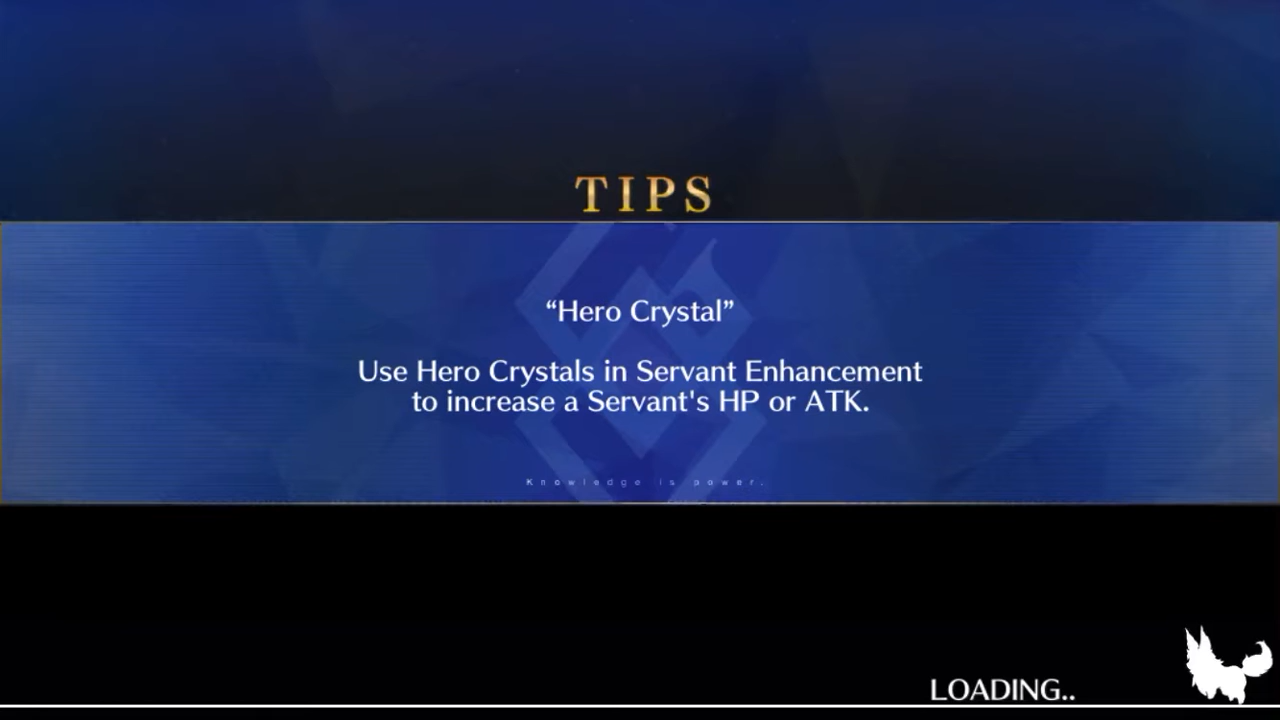 TIPS
“Hero Crystal”
Use Hero Crystals in Servant Enhancement
to increase a Servant's HP or ATK.
Knowledge is power.
LOADING..